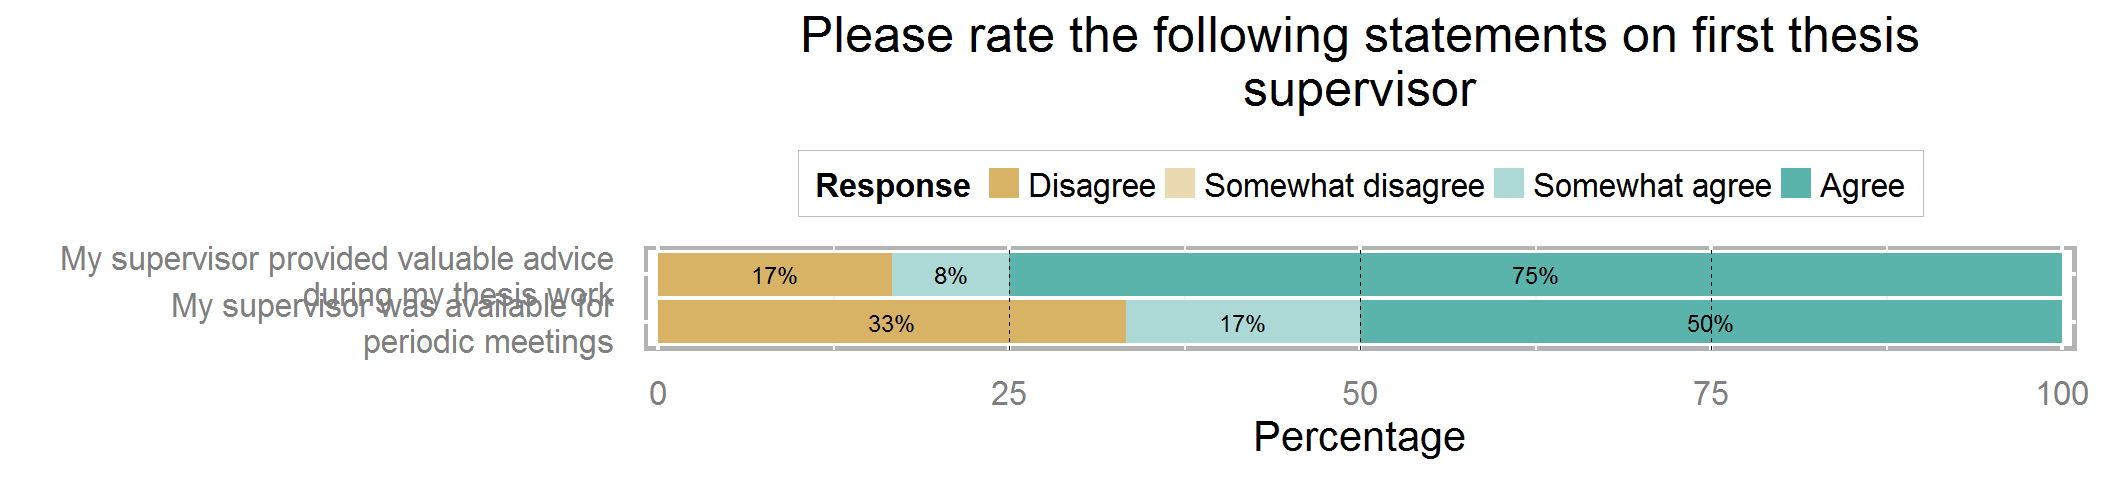 Please rate the following statements on first thesis
supervisor
Response Disagree Somewhat disagree Somewhat agree Agree
My supervisor provided valuable advice
during my thesis work
17% 8% 75%
My supervisor was available for
periodic meetings
33% 17% 50%
0 25 50 75 100
Percentage